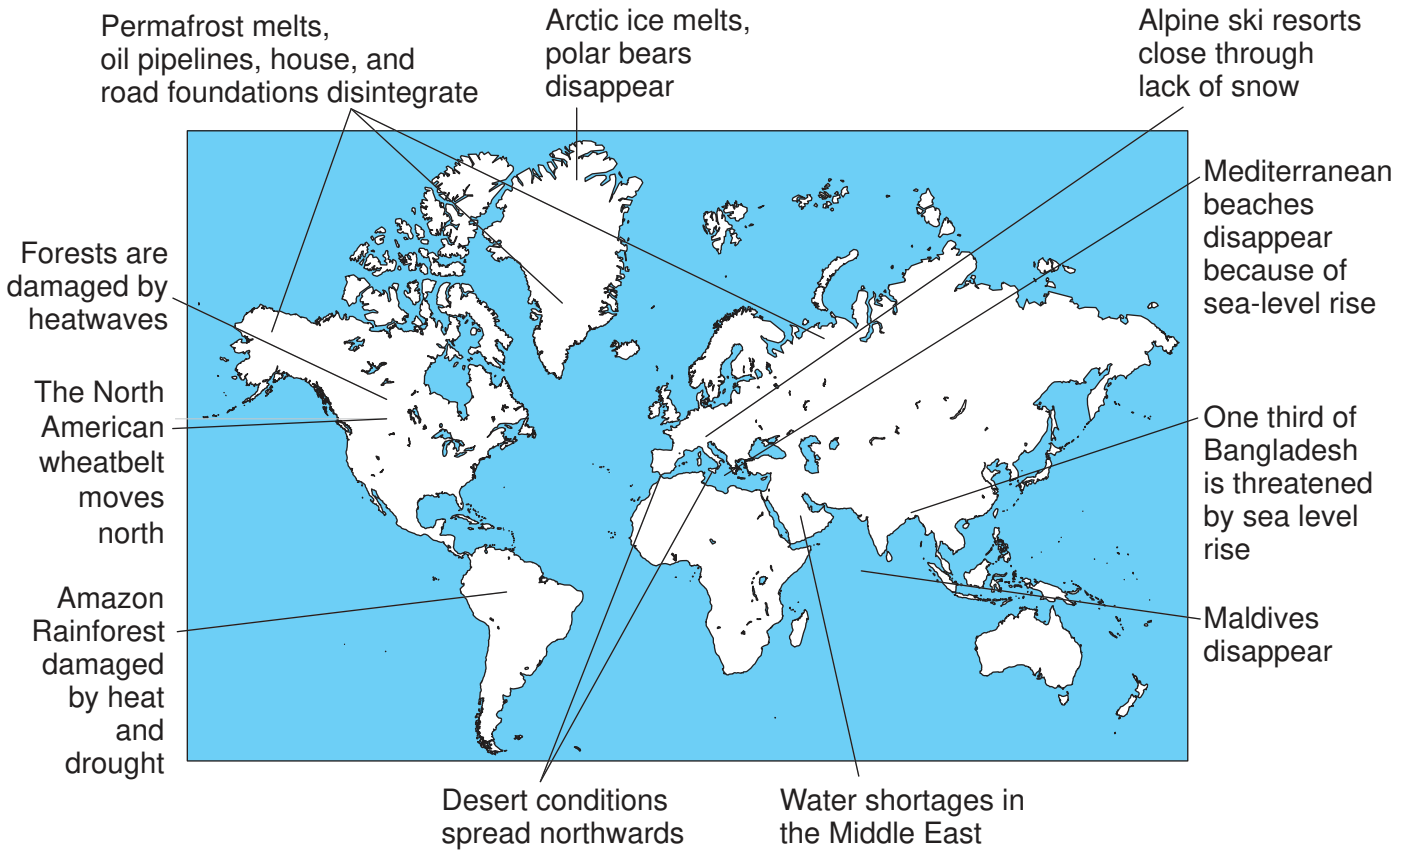 Permafrost melts,
oil pipelines, house, and
road foundations disintegrate
Arctic ice melts,
polar bears
disappear
Alpine ski resorts
close through
lack of snow
Mediterranean
beaches
disappear
because of
sea-level rise
Forests are
damaged by
heatwaves
The North
American
wheatbelt
moves
north
One third of
Bangladesh
is threatened
by sea level
rise
Amazon
Rainforest
damaged
by heat
and
drought
Maldives
disappear
Desert conditions
spread northwards
Water shortages in
the Middle East